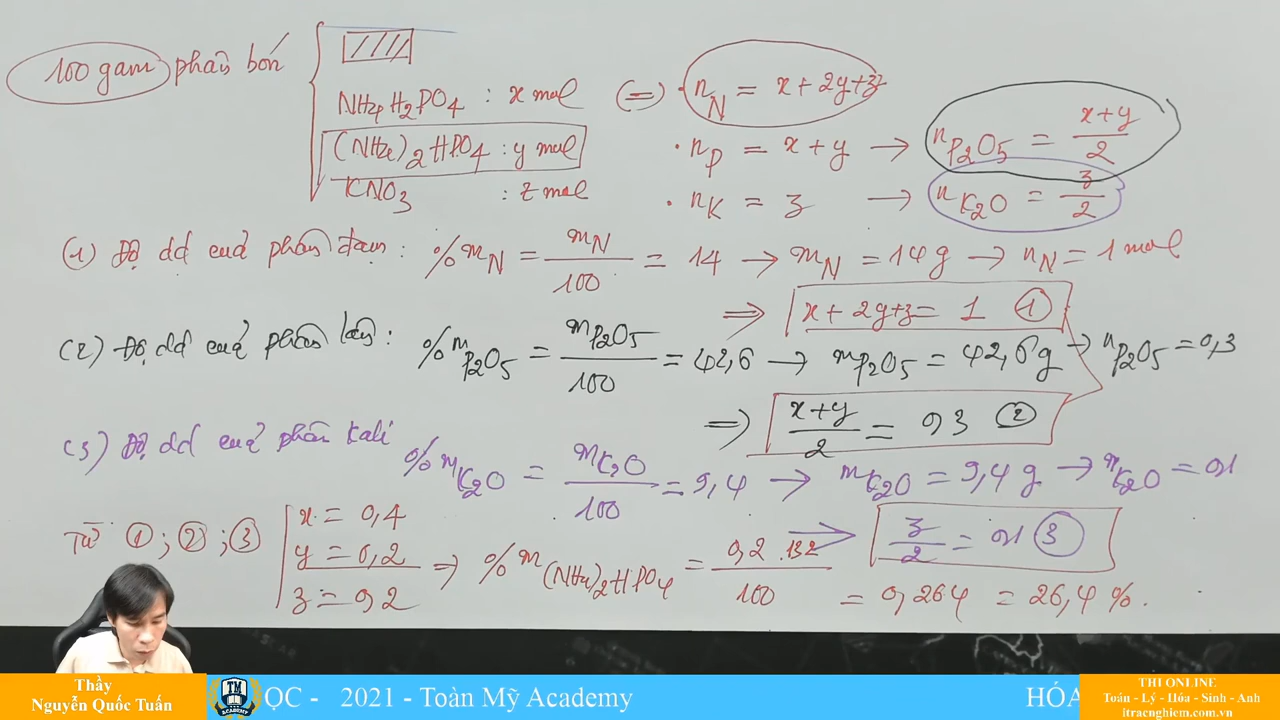 100 gam phân bón
NH4H2PO4 : x mol
(NH4)2HPO4 : y mol
KNO3 : z mol
(=) · nN = x + 2y + z
· nP = x + y → nP2O5 = (x+y)/2
· nK = z → nK2O = z/2
(1) Độ dd của phân đạm : %mN = mN/100 = 14 → mN = 14g → nN = 1 mol
⇒ x + 2y + z = 1 ①
(2) Độ dd của phân lân : %mP2O5 = mP2O5/100 = 42,6 → mP2O5 = 42,6g → nP2O5 = 0,3
⇒ (x+y)/2 = 0,3 ②
(3) Độ dd của phân kali %mK2O = mK2O/100 = 9,4 → mK2O = 9,4g → nK2O = 0,1
⇒ z/2 = 0,1 ③
Từ ①; ②; ③
x = 0,4
y = 0,2
z = 0,2
⇒ %m(NH4)2HPO4 = 0,2 . 132/100 = 0,264 = 26,4 %.
Thầy
Nguyễn Quốc Tuấn
TM
ACADEMY
ỌC - 2021 - Toàn Mỹ Academy
HÓA
THI ONLINE
Toán - Lý - Hóa - Sinh - Anh
itracnghiem.com.vn